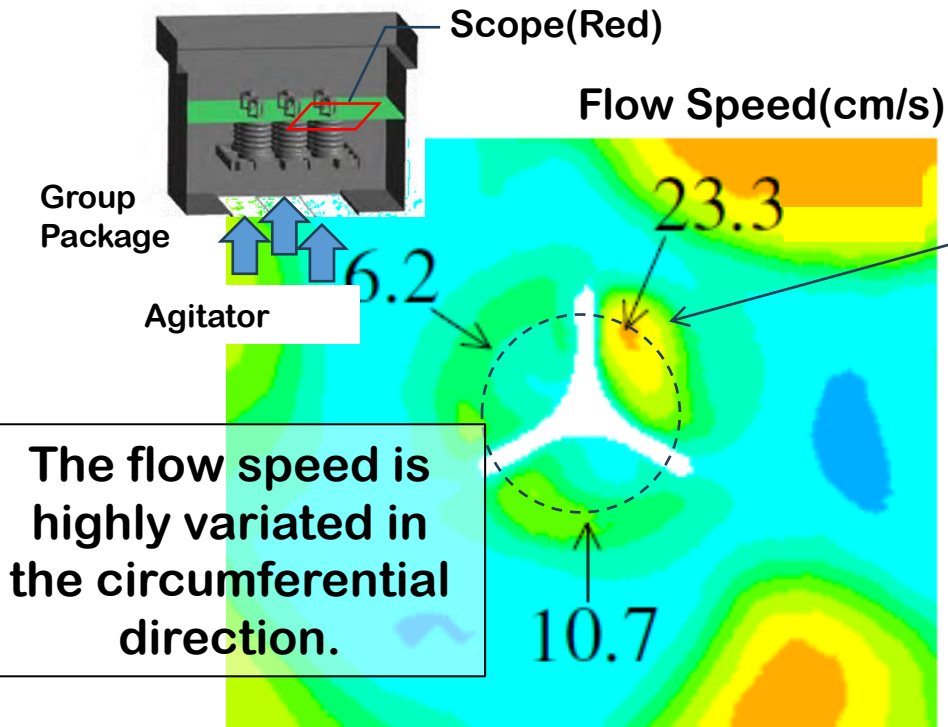 Scope(Red)
Flow Speed(cm/s)
Group
Package
Agitator
23.3
6.2
10.7
The flow speed is
highly variated in
the circumferential
direction.